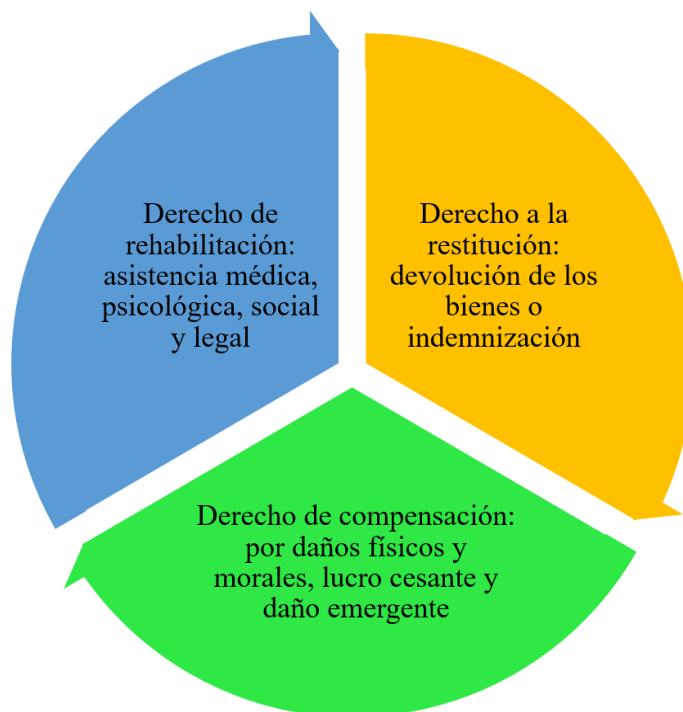 Derecho de
rehabilitación:
asistencia médica,
psicológica, social
y legal
Derecho a la
restitución:
devolución de los
bienes o
indemnización
Derecho de compensación:
por daños físicos y
morales, lucro cesante y
daño emergente